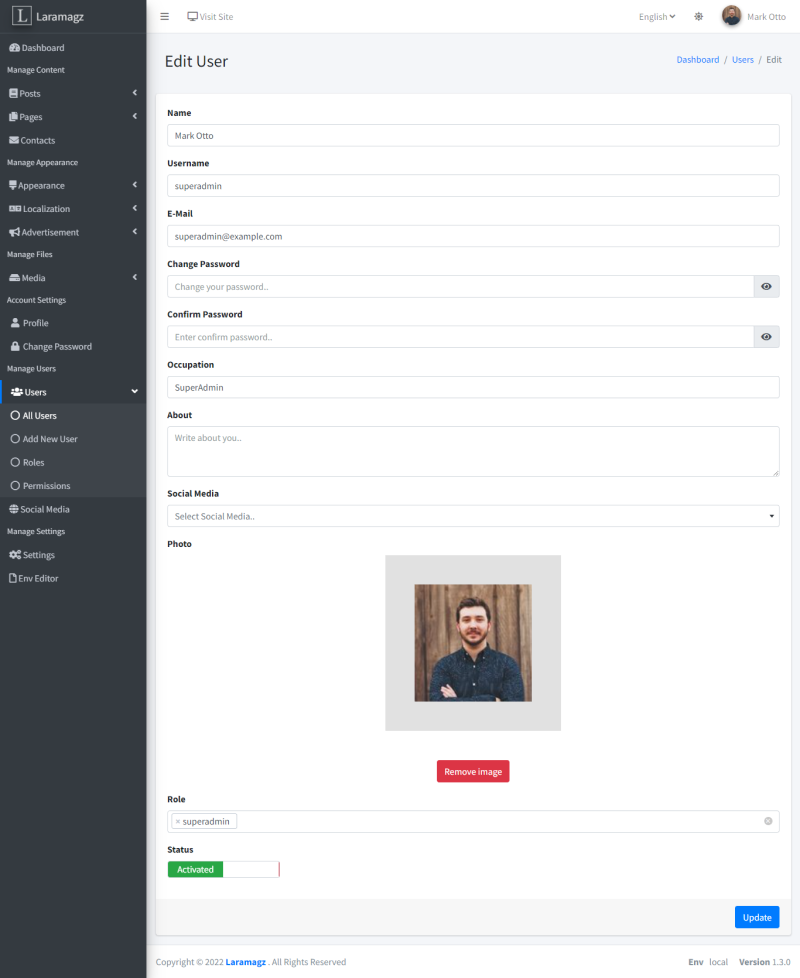 L Laramagz
Visit Site
English
Mark Otto
Dashboard
Manage Content
Posts
Pages
Contacts
Manage Appearance
Appearance
Localization
Advertisement
Manage Files
Media
Account Settings
Profile
Change Password
Manage Users
Users
All Users
Add New User
Roles
Permissions
Social Media
Manage Settings
Settings
Env Editor
Edit User
Dashboard / Users / Edit
Name
Mark Otto
Username
superadmin
E-Mail
superadmin@example.com
Change Password
Change your password..
Confirm Password
Enter confirm password..
Occupation
SuperAdmin
About
Write about you..
Social Media
Select Social Media..
Photo
Remove image
Role
× superadmin
Status
Activated
Update
Copyright © 2022 Laramagz . All Rights Reserved
Env local Version 1.3.0